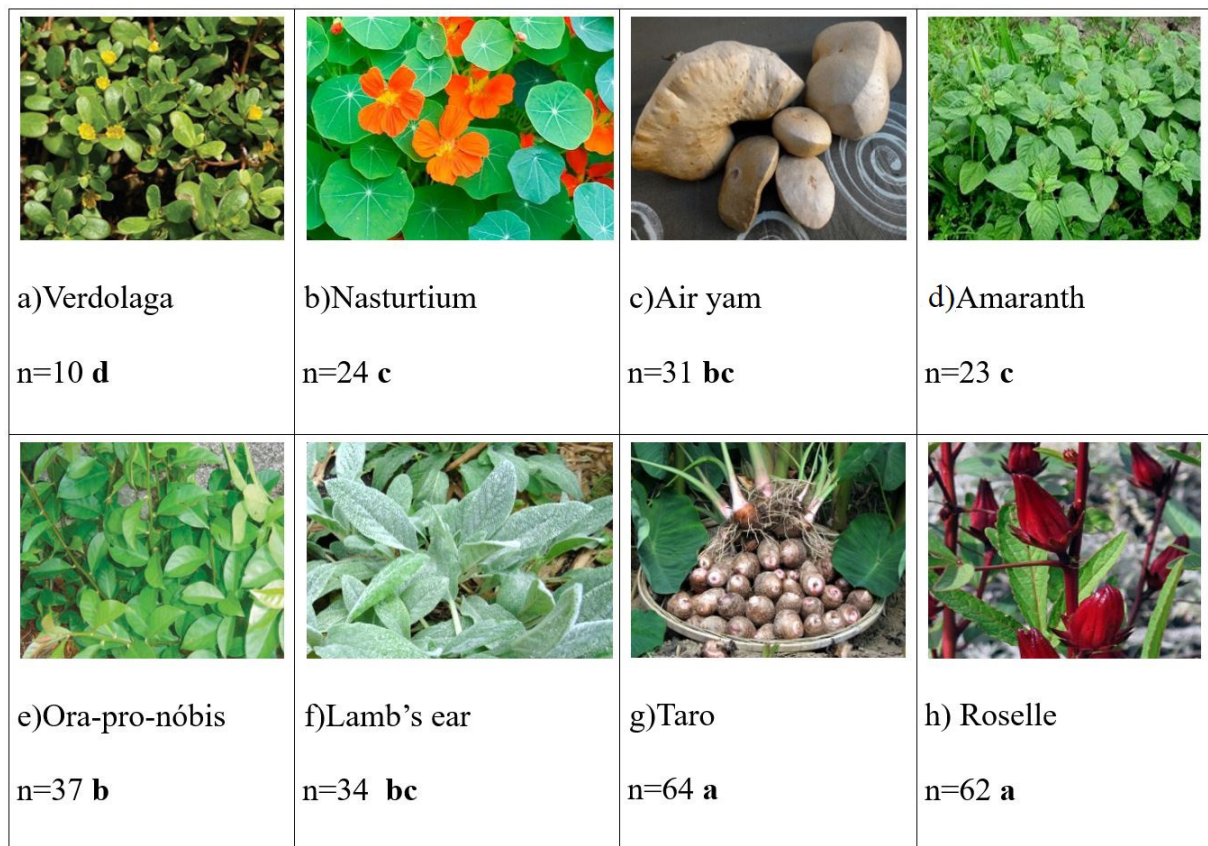 a)Verdolaga
n=10 d
b)Nasturtium
n=24 c
c)Air yam
n=31 bc
d)Amaranth
n=23 c
e)Ora-pro-nóbis
n=37 b
f)Lamb’s ear
n=34 bc
g)Taro
n=64 a
h) Roselle
n=62 a